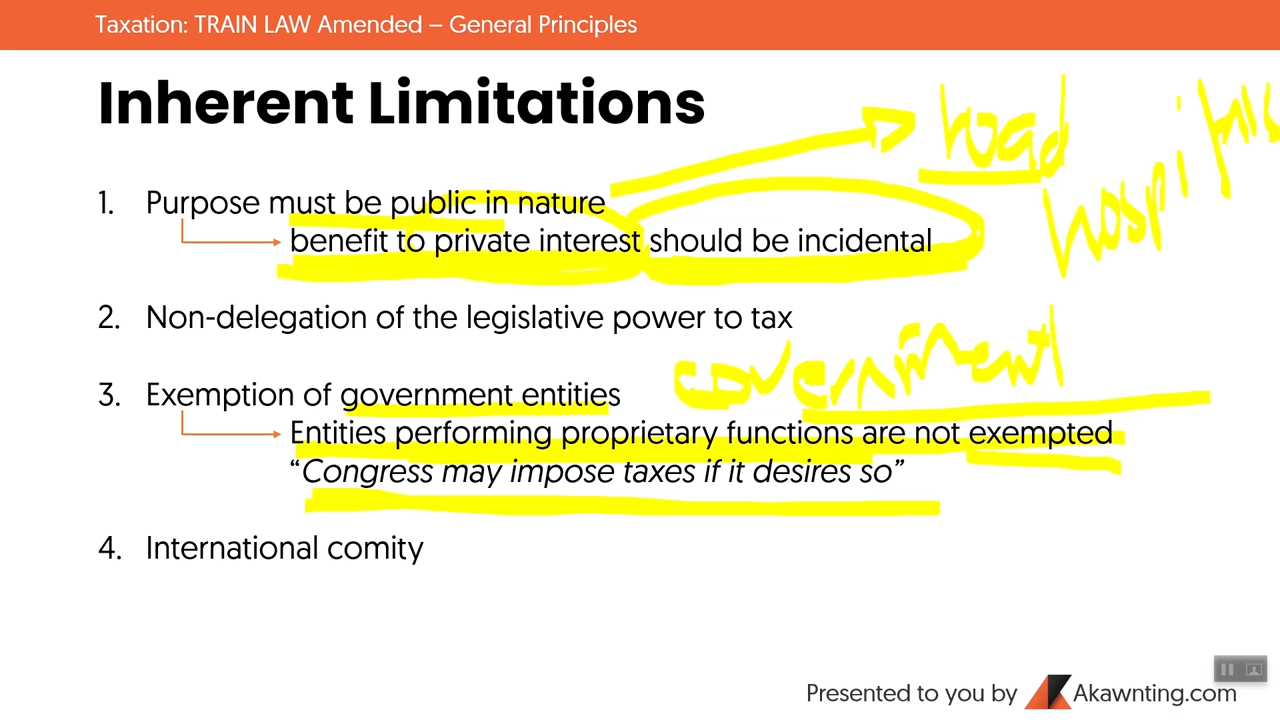 Taxation: TRAIN LAW Amended – General Principles
Inherent Limitations
road
hospitals
1. Purpose must be public in nature
benefit to private interest should be incidental
2. Non-delegation of the legislative power to tax
government
3. Exemption of government entities
Entities performing proprietary functions are not exempted
“Congress may impose taxes if it desires so”
4. International comity
Presented to you by Akawnting.com